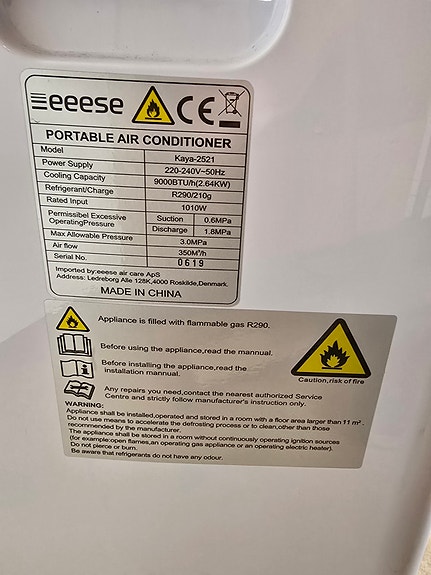 eeese
PORTABLE AIR CONDITIONER
Model Kaya-2521
Power Supply 220-240V~50Hz
Cooling Capacity 9000BTU/h(2.64KW)
Refrigerant/Charge R290/210g
Rated Input 1010W
Permissibel Excessive OperatingPressure Suction 0.6MPa
Discharge 1.8MPa
Max Allowable Pressure 3.0MPa
Air flow 350M³/h
Serial No. 0619
Imported by:eeese air care ApS
Address: Ledreborg Alle 128K,4000 Roskilde,Denmark.
MADE IN CHINA
Appliance is filled with flammable gas R290.
Before using the appliance,read the mannual.
Before installing the appliance,read the
installation mannual.
Any repairs you need,contact the nearest authorized Service
Centre and strictly follow manufacturer's instruction only.
Caution,risk of fire
WARNING:
Appliance shall be installed,operated and stored in a room with a floor area larger than 11 m².
Do not use means to accelerate the defrosting process or to clean,other than those
recommended by the manufacturer.
The appliance shall be stored in a room without continuously operating ignition sources
(for example:open flames,an operating gas appliance or an operating electric heater).
Do not pierce or burn.
Be aware that refrigerants do not have any odour.